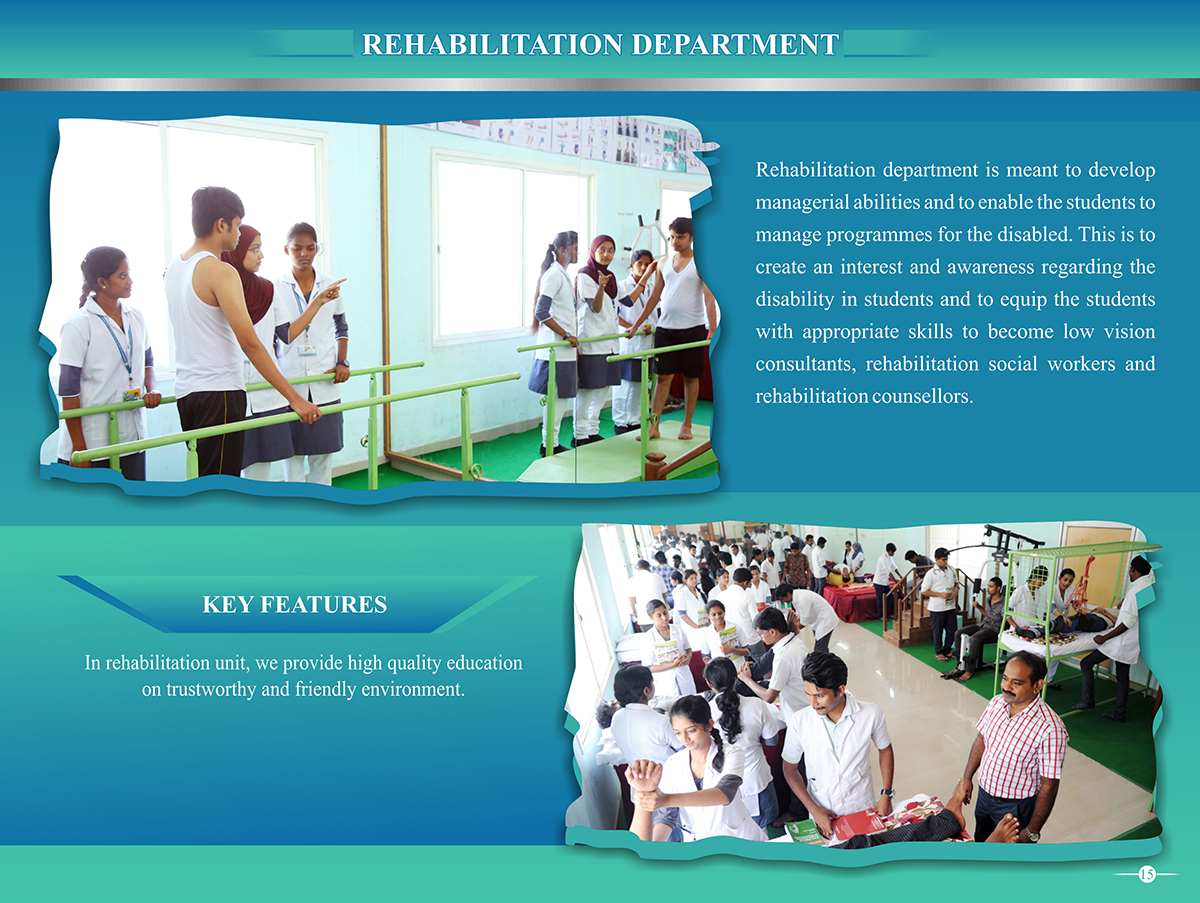 REHABILITATION DEPARTMENT
Rehabilitation department is meant to develop
managerial abilities and to enable the students to
manage programmes for the disabled. This is to
create an interest and awareness regarding the
disability in students and to equip the students
with appropriate skills to become low vision
consultants, rehabilitation social workers and
rehabilitation counsellors.
KEY FEATURES
In rehabilitation unit, we provide high quality education
on trustworthy and friendly environment.
15